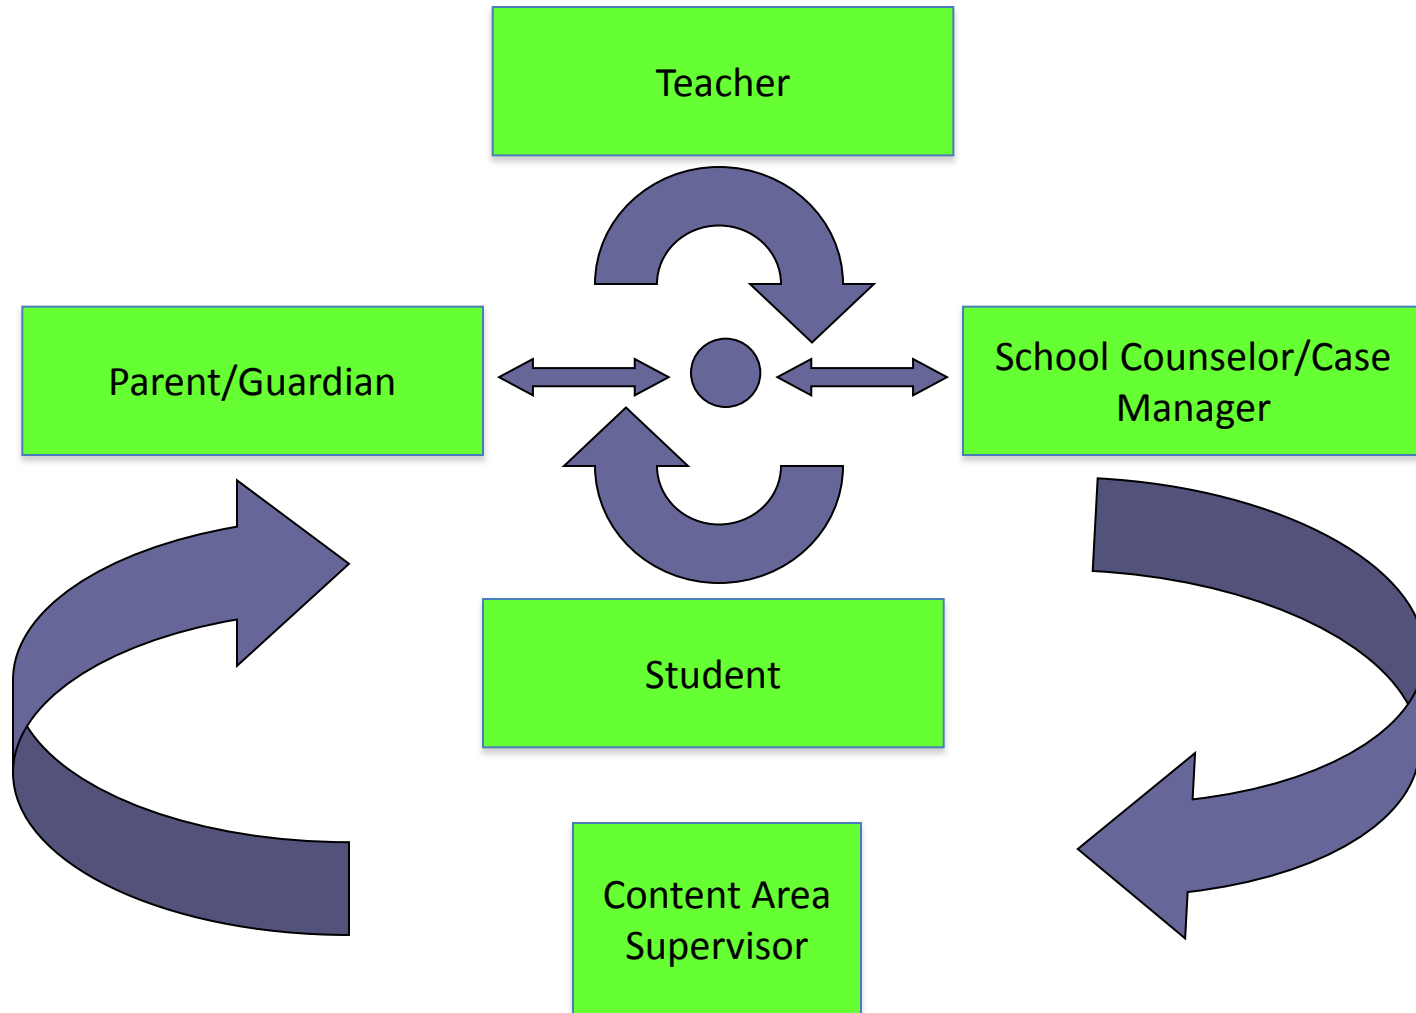 Teacher
Parent/Guardian
School Counselor/Case
Manager
Student
Content Area
Supervisor